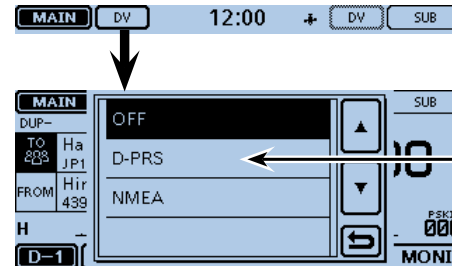 MAIN DV 12:00 DV SUB
MAIN SUB
DUP-
OFF
TO Ha
JP1
D-PRS
FROM Hir
439
NMEA
H
D-1 MONI